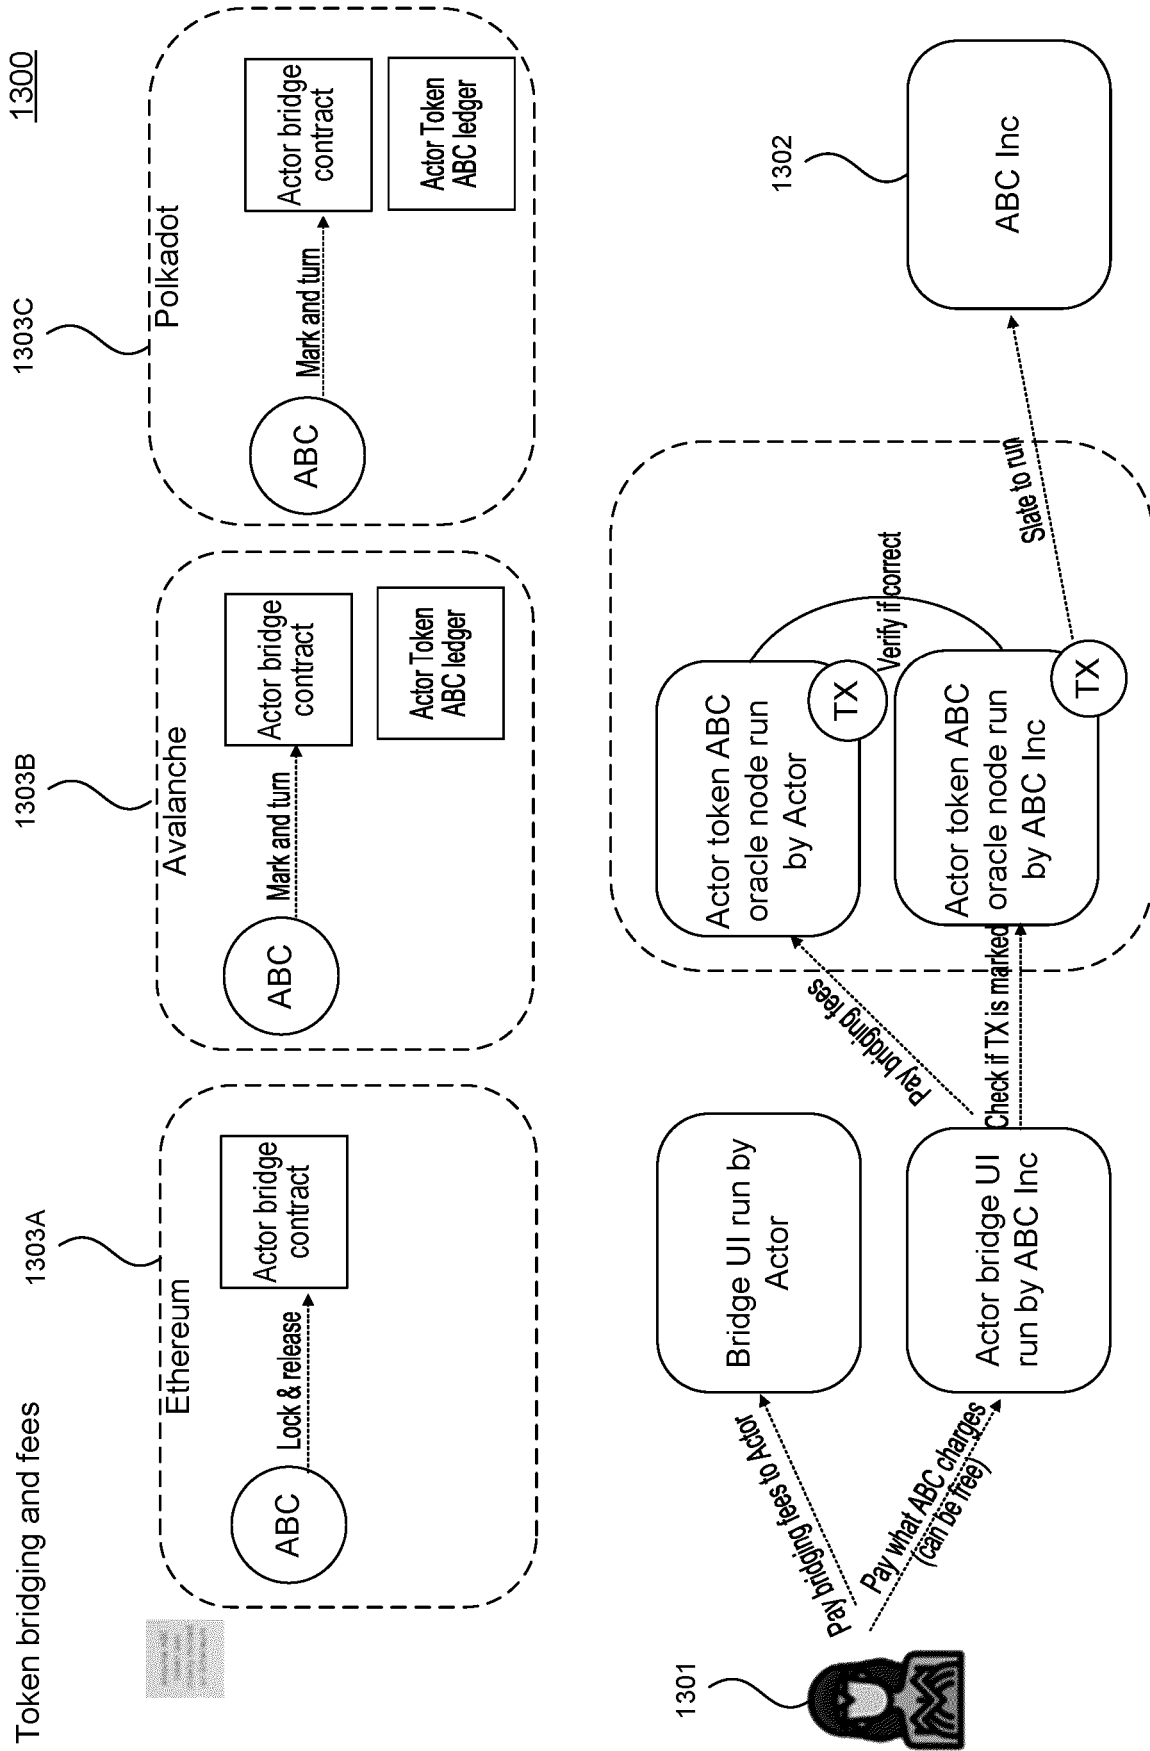 Token bridging and fees
1300
1303A
1303B
1303C
Ethereum
ABC
Lock & release
Actor bridge
contract
Avalanche
ABC
Mark and turn
Actor bridge
contract
Actor Token
ABC ledger
Polkadot
ABC
Mark and turn
Actor bridge
contract
Actor Token
ABC ledger
1301
Pay bridging fees to Actor
Pay what ABC charges
(can be free)
Bridge UI run by
Actor
Actor bridge UI
run by ABC Inc
Pay bridging fees
Check if TX is marked
Actor token ABC
oracle node run
by Actor
TX
Verify if correct
Actor token ABC
oracle node run
by ABC Inc
TX
Slate to run
1302
ABC Inc